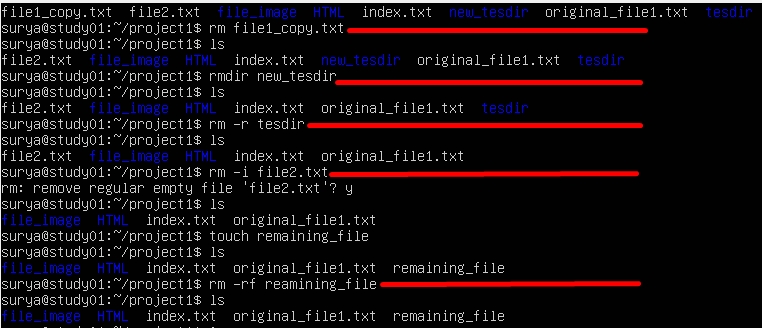 file1_copy.txt file2.txt file_image HTML index.txt new_tesdir original_file1.txt tesdir
surya@study01:~/project1$ rm file1_copy.txt
surya@study01:~/project1$ ls
file2.txt file_image HTML index.txt new_tesdir original_file1.txt tesdir
surya@study01:~/project1$ rmdir new_tesdir
surya@study01:~/project1$ ls
file2.txt file_image HTML index.txt original_file1.txt tesdir
surya@study01:~/project1$ rm -r tesdir
surya@study01:~/project1$ ls
file2.txt file_image HTML index.txt original_file1.txt
surya@study01:~/project1$ rm -i file2.txt
rm: remove regular empty file 'file2.txt'? y
surya@study01:~/project1$ ls
file_image HTML index.txt original_file1.txt
surya@study01:~/project1$ touch remaining_file
surya@study01:~/project1$ ls
file_image HTML index.txt original_file1.txt remaining_file
surya@study01:~/project1$ rm -rf reamining_file
surya@study01:~/project1$ ls
file_image HTML index.txt original_file1.txt remaining_file